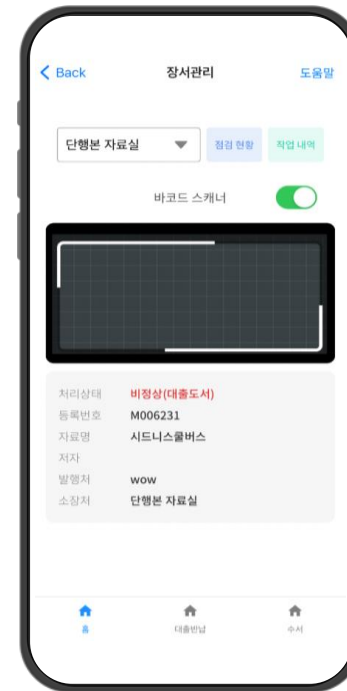 Back 장서관리 도움말
단행본 자료실 점검 현황 작업 내역
바코드 스캐너
처리상태 비정상(대출도서)
등록번호 M006231
자료명 시드니스쿨버스
저자
발행처 wow
소장처 단행본 자료실
홈 대출반납 수서